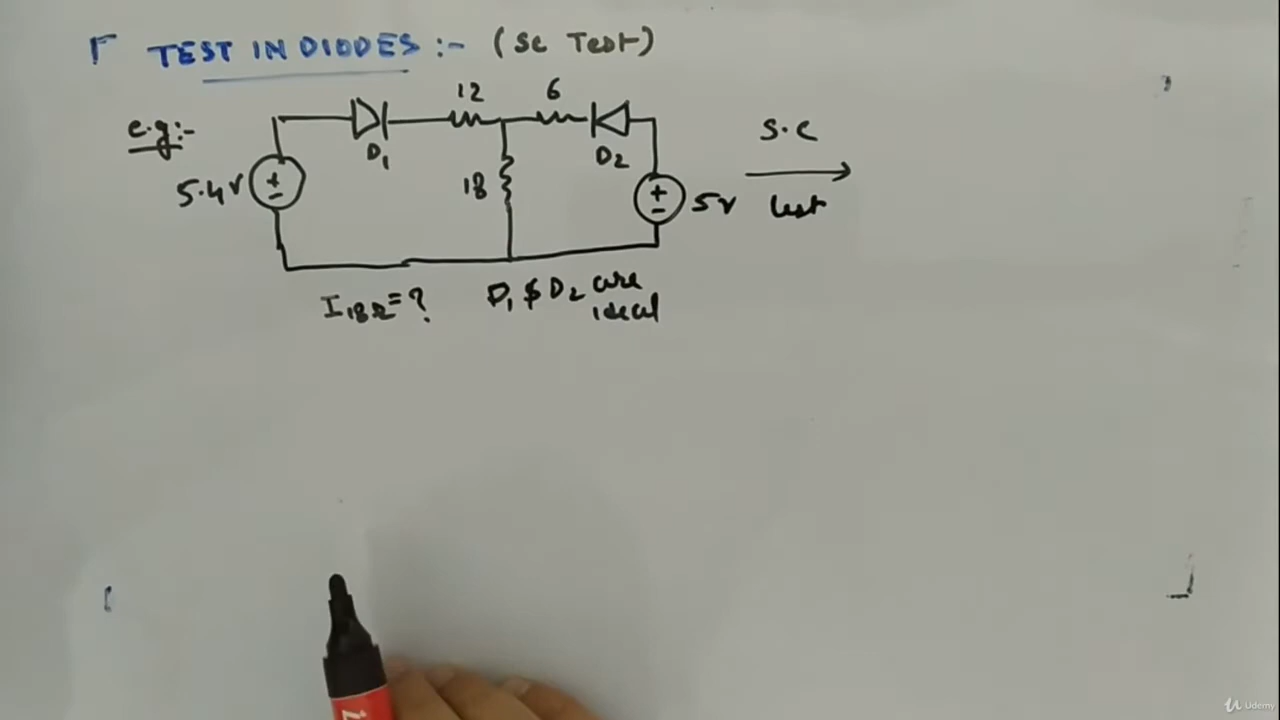 TEST IN DIODES :- (SC Test)
e.g:-
12
6
D1
D2
S.C
5.4V
+
-
18
+
-
5V
test
I18Ω=?
D1 & D2 are
ideal
Udemy